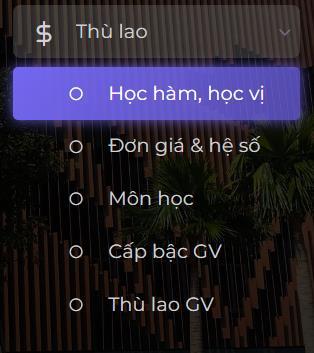 $ Thù lao
Học hàm, học vị
Đơn giá & hệ số
Môn học
Cấp bậc GV
Thù lao GV